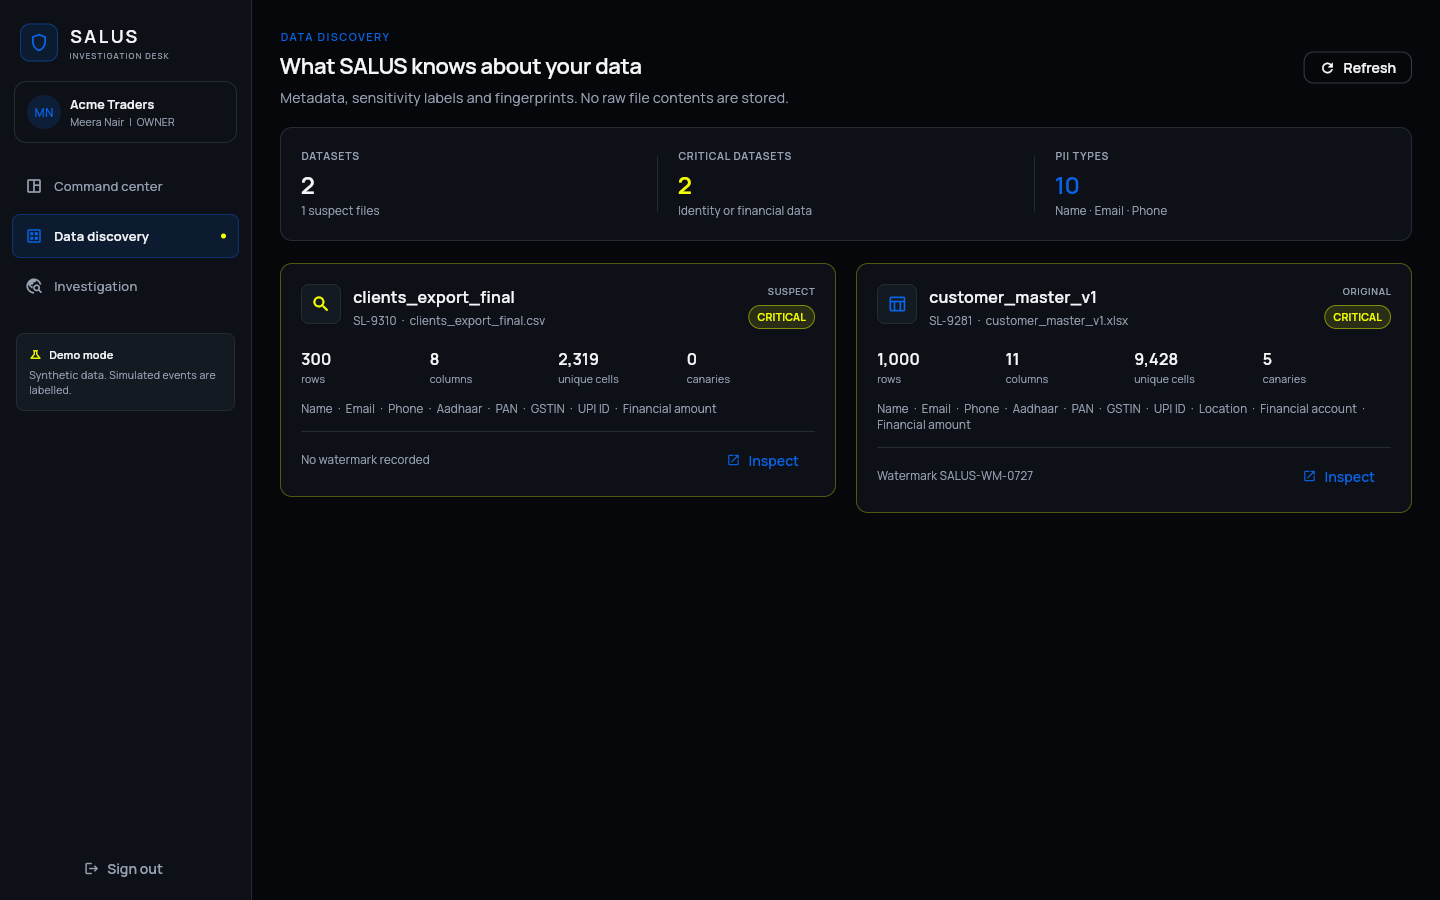 SALUS
INVESTIGATION DESK
MN
Acme Traders
Meera Nair | OWNER
Command center
Data discovery
Investigation
Demo mode
Synthetic data. Simulated events are
labelled.
Sign out
DATA DISCOVERY
What SALUS knows about your data
Metadata, sensitivity labels and fingerprints. No raw file contents are stored.
Refresh
DATASETS
2
1 suspect files
CRITICAL DATASETS
2
Identity or financial data
PII TYPES
10
Name · Email · Phone
clients_export_final
SL-9310 · clients_export_final.csv
SUSPECT
CRITICAL
300 8 2,319 0
rows columns unique cells canaries
Name · Email · Phone · Aadhaar · PAN · GSTIN · UPI ID · Financial amount
No watermark recorded
Inspect
customer_master_v1
SL-9281 · customer_master_v1.xlsx
ORIGINAL
CRITICAL
1,000 11 9,428 5
rows columns unique cells canaries
Name · Email · Phone · Aadhaar · PAN · GSTIN · UPI ID · Location · Financial account ·
Financial amount
Watermark SALUS-WM-0727
Inspect